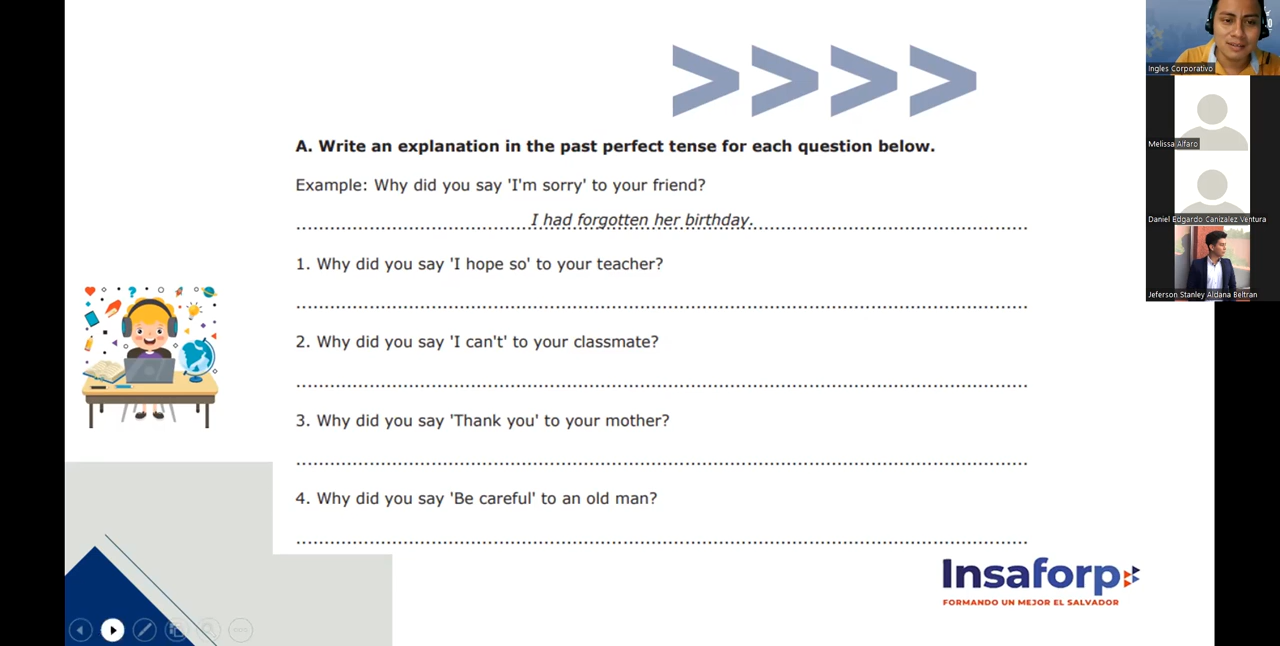 A. Write an explanation in the past perfect tense for each question below.
Example: Why did you say 'I'm sorry' to your friend?
I had forgotten her birthday.
1. Why did you say 'I hope so' to your teacher?
2. Why did you say 'I can't' to your classmate?
3. Why did you say 'Thank you' to your mother?
4. Why did you say 'Be careful' to an old man?
Insaforp
FORMANDO UN MEJOR EL SALVADOR
Ingles Corporativo
Melissa Alfaro
Daniel Edgardo Canizalez Ventura
Jeferson Stanley Aldana Beltran